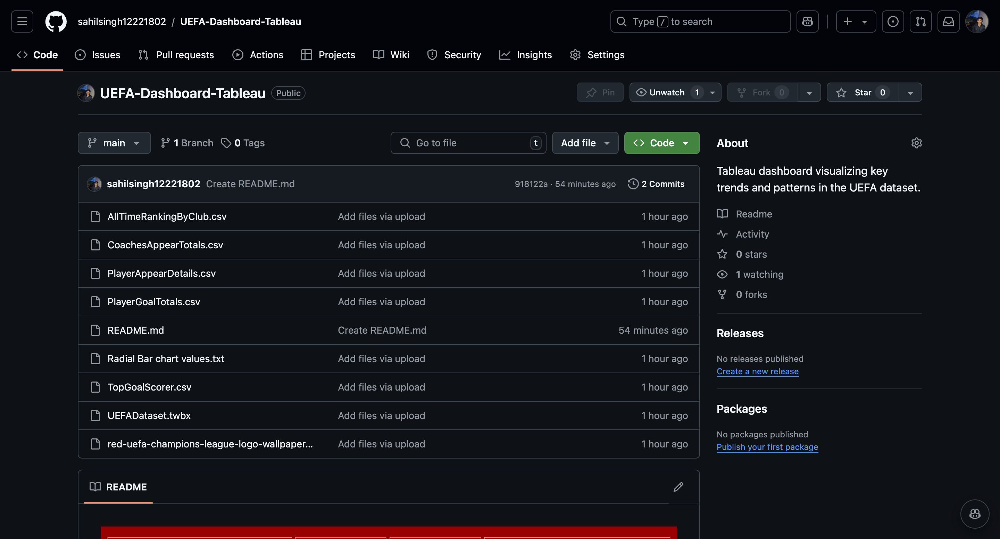 sahilsingh12221802 / UEFA-Dashboard-Tableau
Type / to search
Code Issues Pull requests Actions Projects Wiki Security Insights Settings
UEFA-Dashboard-Tableau Public
Pin Unwatch 1 Fork 0 Star 0
main 1 Branch 0 Tags Go to file t Add file Code
sahilsingh12221802 Create README.md 918122a · 54 minutes ago 2 Commits
AllTimeRankingByClub.csv Add files via upload 1 hour ago
CoachesAppearTotals.csv Add files via upload 1 hour ago
PlayerAppearDetails.csv Add files via upload 1 hour ago
PlayerGoalTotals.csv Add files via upload 1 hour ago
README.md Create README.md 54 minutes ago
Radial Bar chart values.txt Add files via upload 1 hour ago
TopGoalScorer.csv Add files via upload 1 hour ago
UEFADataset.twbx Add files via upload 1 hour ago
red-uefa-champions-league-logo-wallpaper... Add files via upload 1 hour ago
README
About
Tableau dashboard visualizing key
trends and patterns in the UEFA dataset.
Readme
Activity
0 stars
1 watching
0 forks
Releases
No releases published
Create a new release
Packages
No packages published
Publish your first package